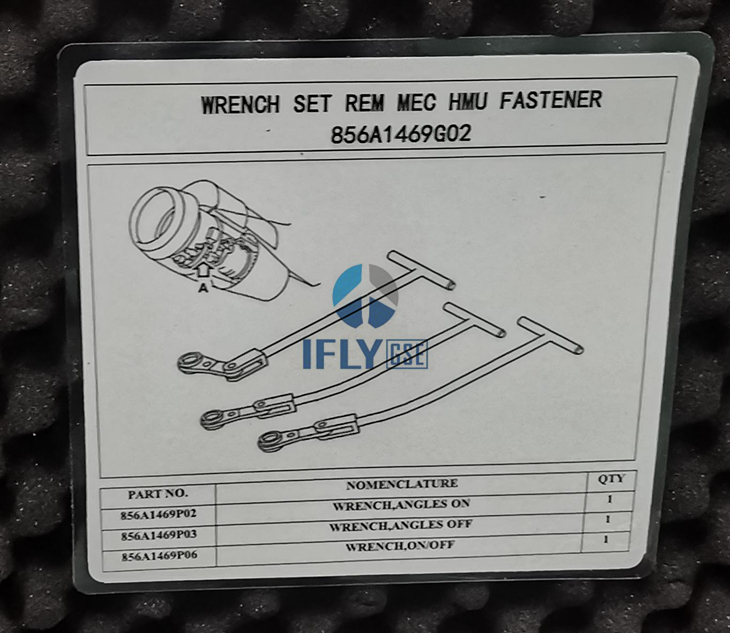 WRENCH SET REM MEC HMU FASTENER
856A1469G02
A
IFLY GSE
PART NO. NOMENCLATURE QTY
856A1469P02 WRENCH,ANGLES ON 1
856A1469P03 WRENCH,ANGLES OFF 1
856A1469P06 WRENCH,ON/OFF 1